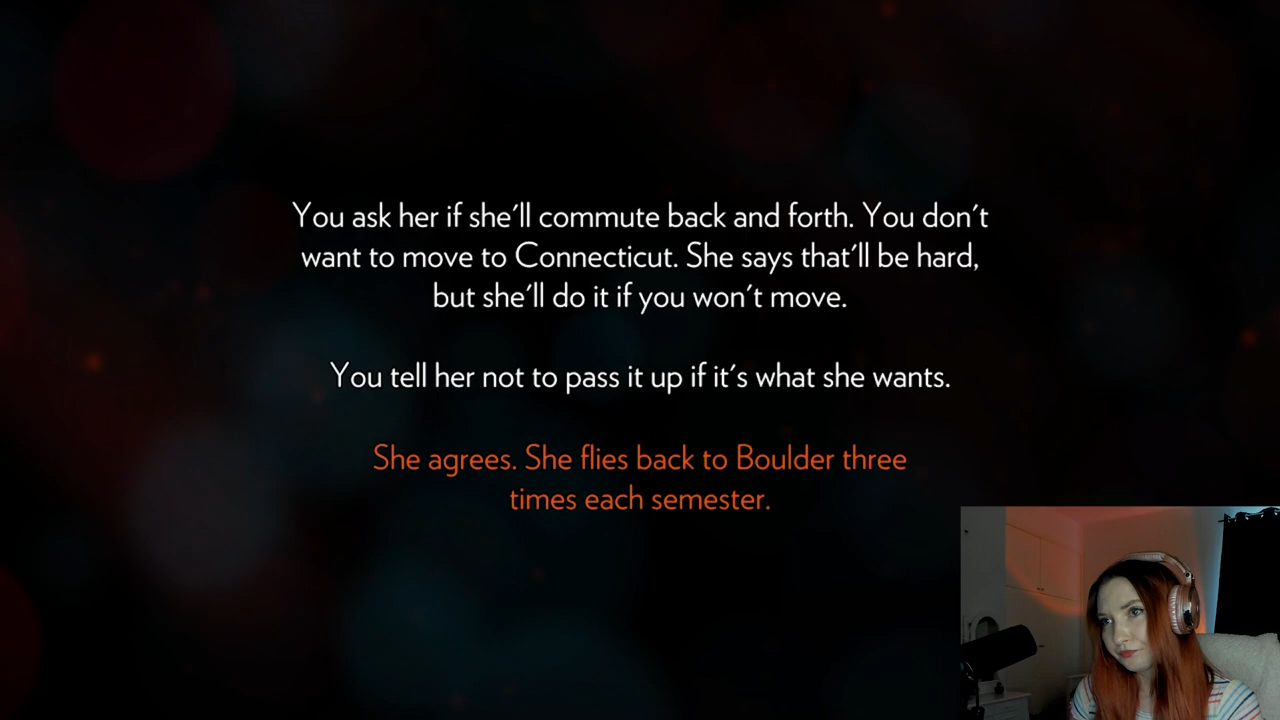 You ask her if she'll commute back and forth. You don't
want to move to Connecticut. She says that'll be hard,
but she'll do it if you won't move.
You tell her not to pass it up if it's what she wants.
She agrees. She flies back to Boulder three
times each semester.